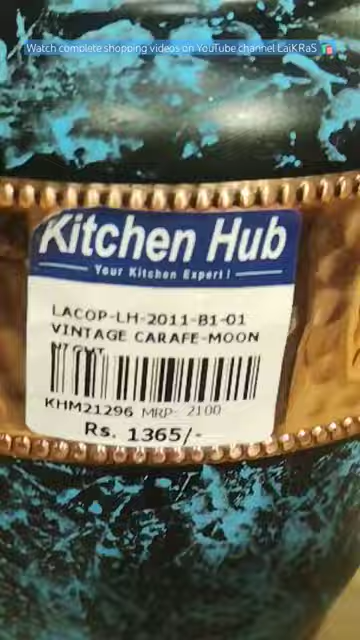 Watch complete shopping videos on YouTube channel LaiKRaS 🛍️
Kitchen Hub
Your Kitchen Expert!
LACOP-LH-2011-B1-01
VINTAGE CARAFE-MOON
NIGHT
KHM21296 MRP: 2100
Rs. 1365/-